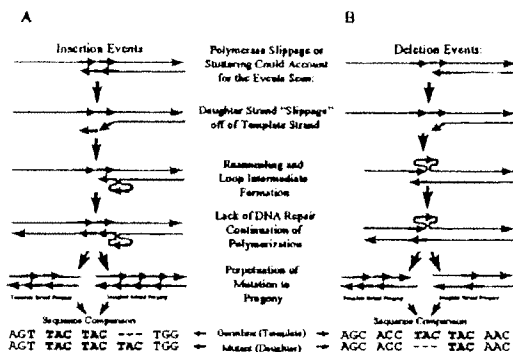 A
B
Insertion Events
Polymerase Slippage or
Stuttering Could Account
for the Events Seen:
Deletion Events:
Daughter Strand "Slippage"
off of Template Strand
Reannealing and
Loop Intermediate
Formation
Lack of DNA Repair
Continuation of
Polymerization
Perpetuation of
Mutation to
Progeny
Template Strand Progeny
Daughter Strand Progeny
Template Strand Progeny
Daughter Strand Progeny
Sequence Comparison
Sequence Comparison
AGT TAC TAC --- TGG
Germline (Template)
AGC ACC TAC TAC AAC
AGT TAC TAC TAC TGG
Mutant (Daughter)
AGC ACC --- TAC AAC